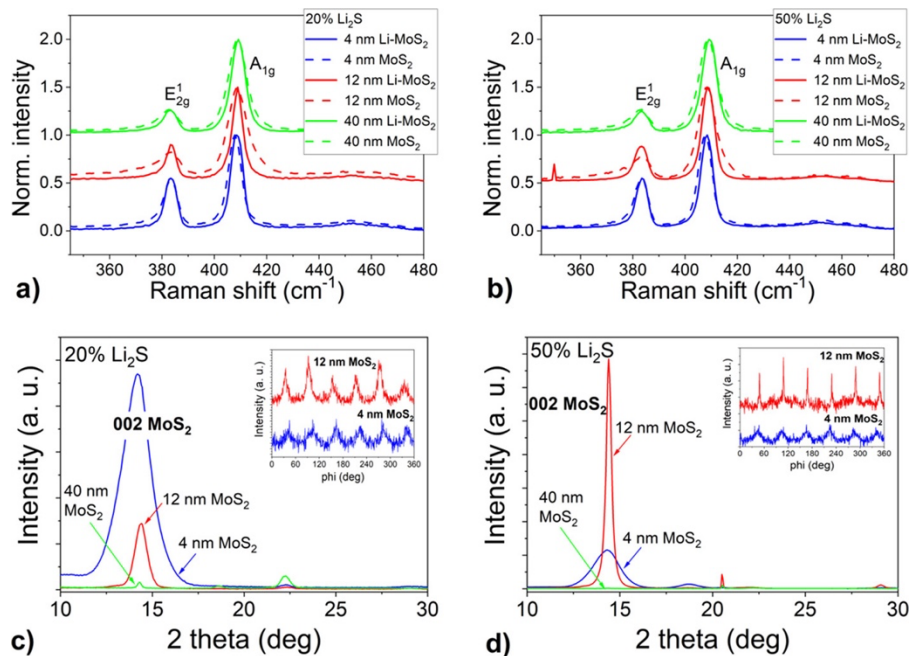 20% Li₂S
4 nm Li-MoS₂
4 nm MoS₂
12 nm Li-MoS₂
12 nm MoS₂
40 nm Li-MoS₂
40 nm MoS₂
E¹₂g
A₁g
Norm. intensity
2.0
1.5
1.0
0.5
0.0
360 380 400 420 440 460 480
Raman shift (cm⁻¹)
a)
50% Li₂S
4 nm Li-MoS₂
4 nm MoS₂
12 nm Li-MoS₂
12 nm MoS₂
40 nm Li-MoS₂
40 nm MoS₂
E¹₂g
A₁g
Norm. intensity
2.0
1.5
1.0
0.5
0.0
360 380 400 420 440 460 480
Raman shift (cm⁻¹)
b)
20% Li₂S
002 MoS₂
40 nm
MoS₂
12 nm MoS₂
4 nm MoS₂
Intensity (a. u.)
10 15 20 25 30
2 theta (deg)
12 nm MoS₂
4 nm MoS₂
Intensity (a. u.)
0 60 120 180 240 300 360
phi (deg)
c)
50% Li₂S
002 MoS₂
12 nm MoS₂
40 nm
MoS₂
4 nm MoS₂
Intensity (a. u.)
10 15 20 25 30
2 theta (deg)
12 nm MoS₂
4 nm MoS₂
Intensity (a. u.)
0 60 120 180 240 300 360
phi (deg)
d)